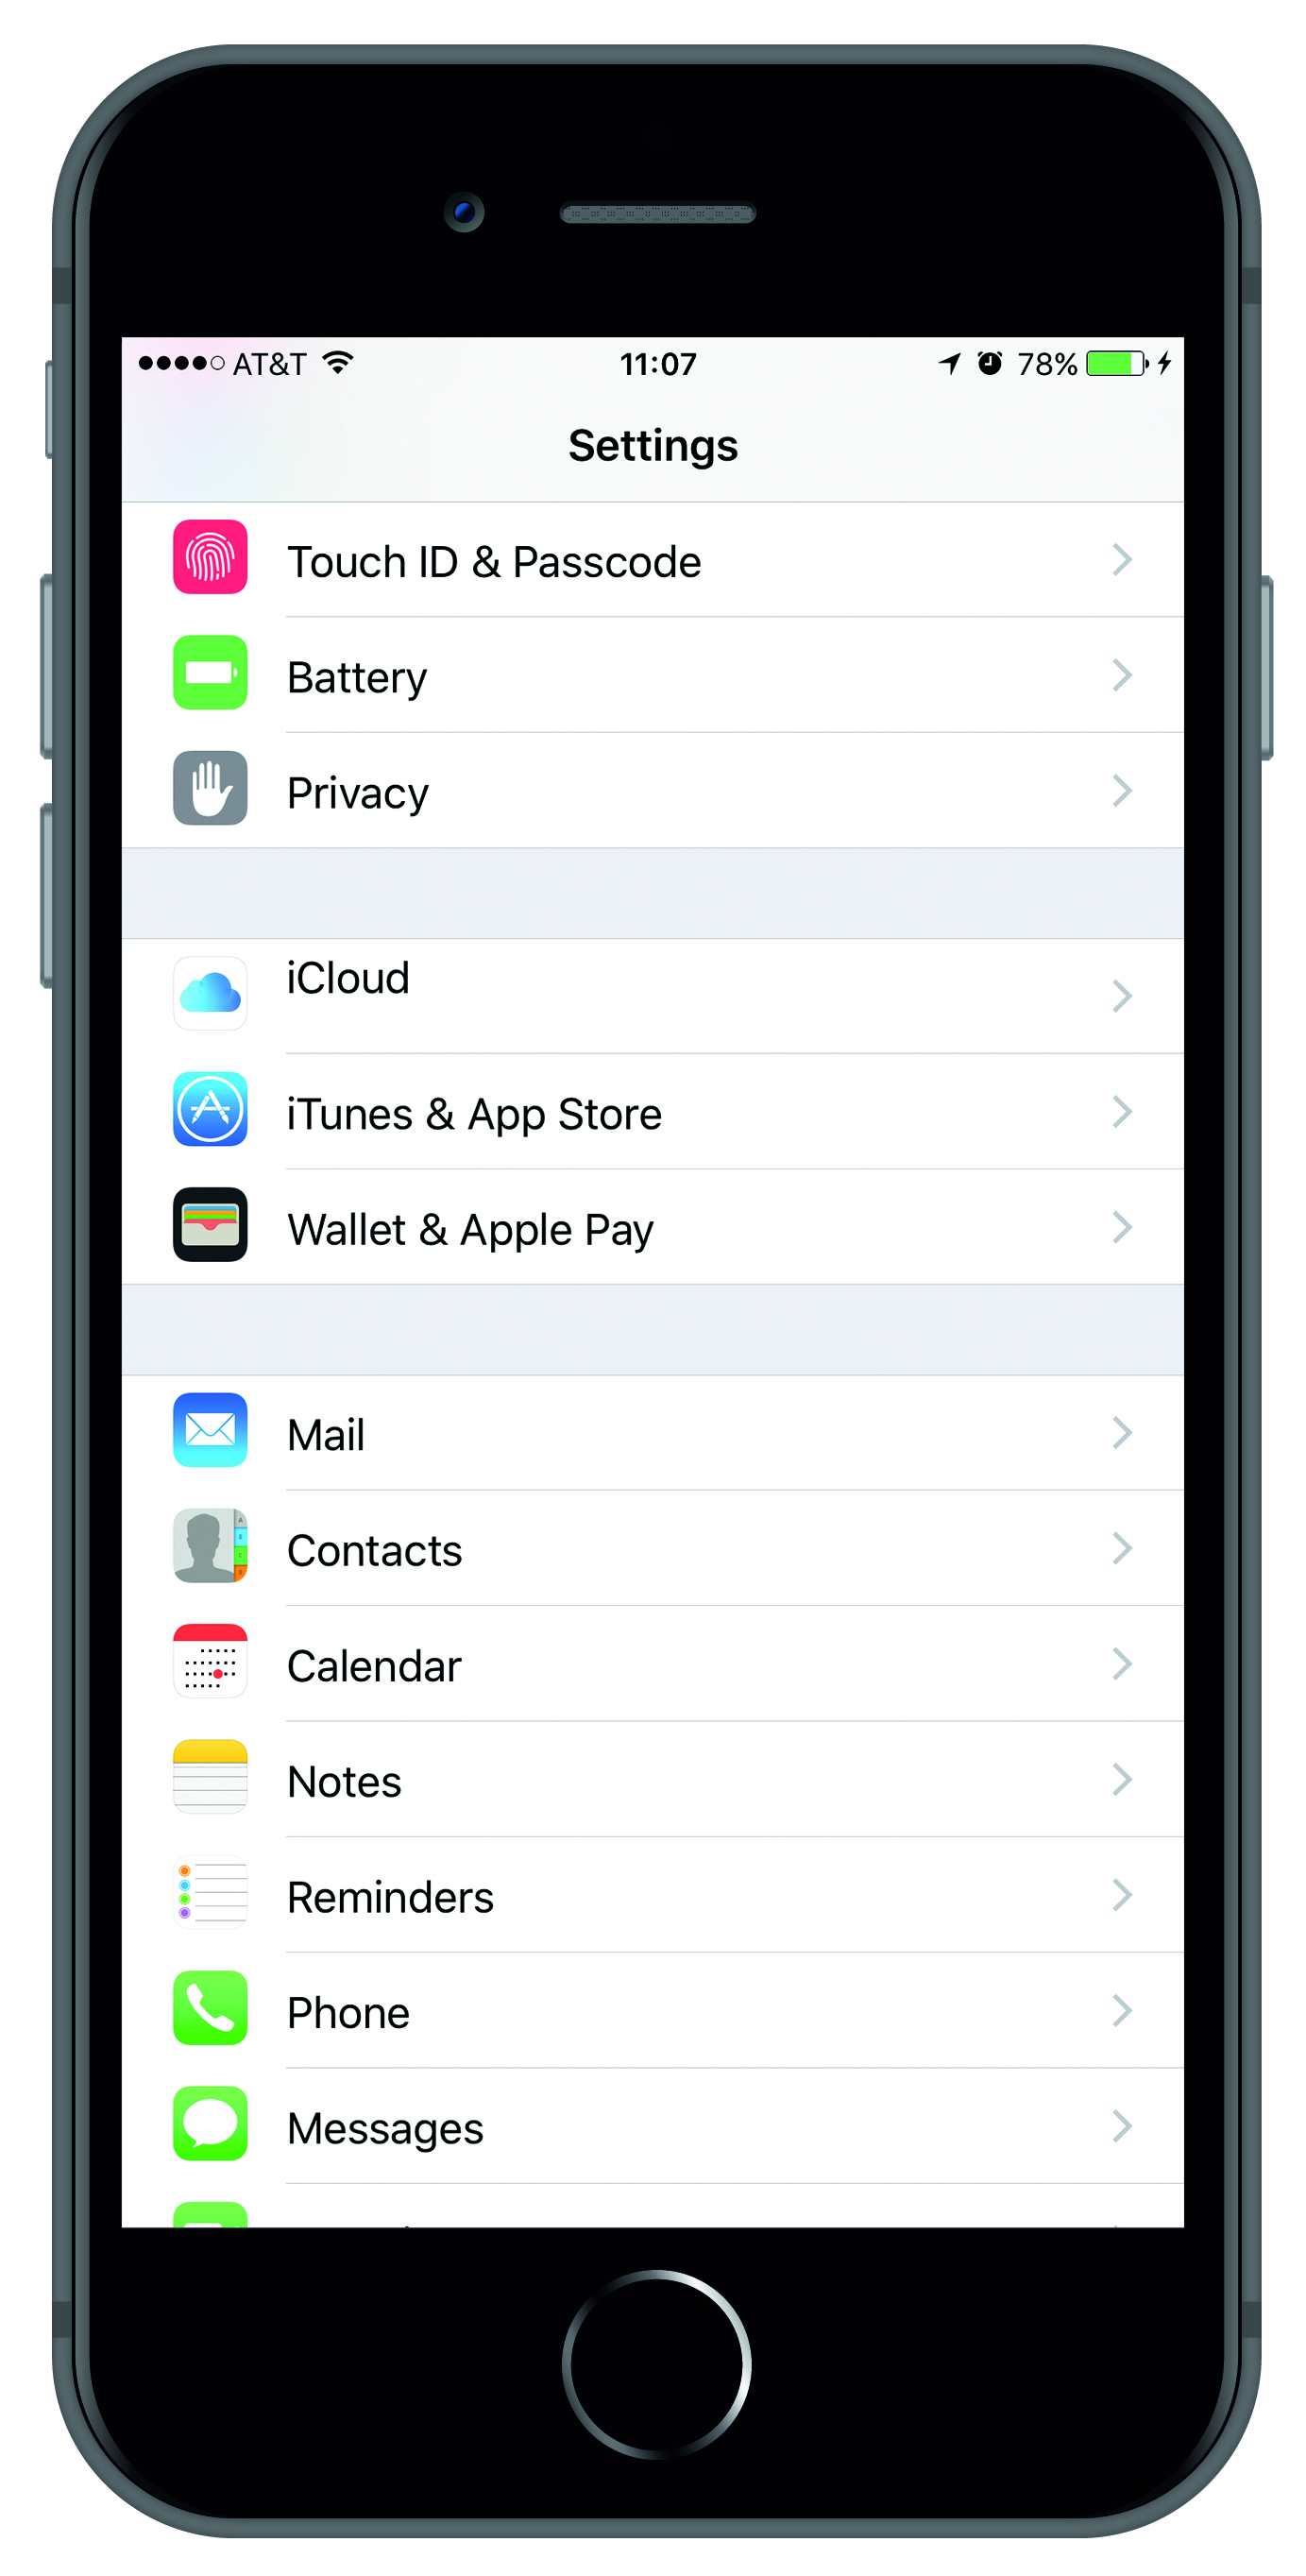 AT&T 11:07 78%
Settings
Touch ID & Passcode
Battery
Privacy
iCloud
iTunes & App Store
Wallet & Apple Pay
Mail
Contacts
Calendar
Notes
Reminders
Phone
Messages